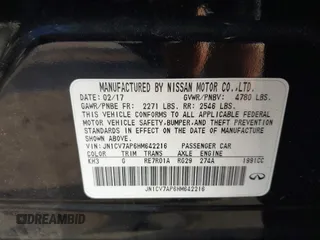 MANUFACTURED BY NISSAN MOTOR CO.,LTD.
DATE: 02/17 GVWR/PNBV: 4780 LBS.
GAWR/PNBE FR: 2271 LBS. RR: 2546 LBS.
THIS VEHICLE CONFORMS TO ALL APPLICABLE FEDERAL
MOTOR VEHICLE SAFETY, BUMPER, AND THEFT PREVENTION
STANDARDS IN EFFECT ON THE DATE OF MANUFACTURE
SHOWN ABOVE.
VIN: JN1CV7AP6HM642216 PASSENGER CAR
COLOR TRIM TRANS AXLE ENGINE
KH3 G RE7R01A RG29 274A 1991CC
JN1CV7AP6HM642216
DREAMBID